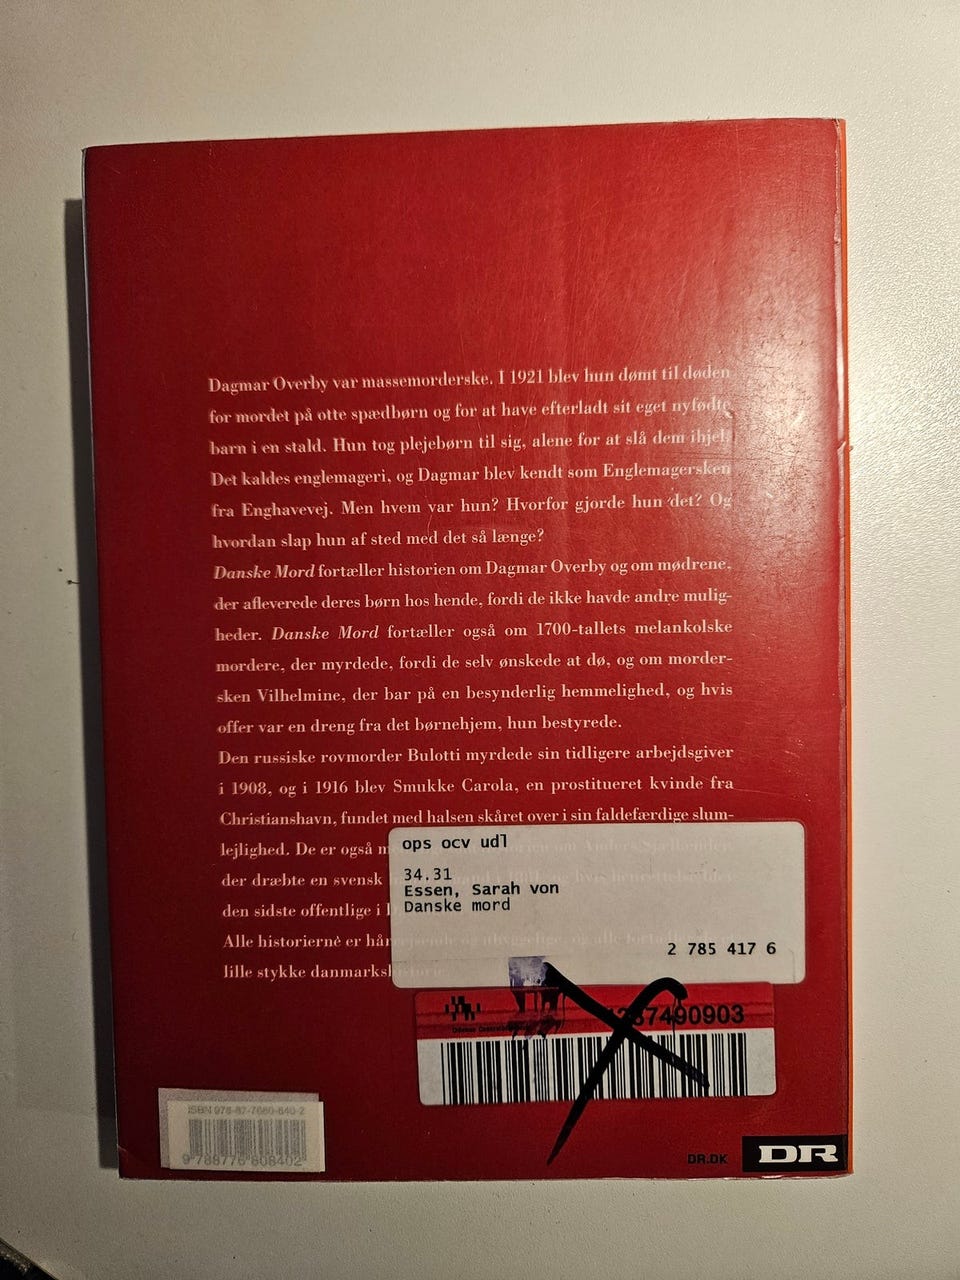 Dagmar Overby var massemorderske. I 1921 blev hun dømt til døden
for mordet på otte spædbørn og for at have efterladt sit eget nyfødte
barn i en stald. Hun tog plejebørn til sig, alene for at slå dem ihjel.
Det kaldes englemageri, og Dagmar blev kendt som Englemagersken
fra Enghavevej. Men hvem var hun? Hvorfor gjorde hun det? Og
hvordan slap hun af sted med det så længe?
Danske Mord fortæller historien om Dagmar Overby og om mødrene,
der afleverede deres børn hos hende, fordi de ikke havde andre mulig-
heder. Danske Mord fortæller også om 1700-tallets melankolske
mordere, der myrdede, fordi de selv ønskede at dø, og om morder-
sken Vilhelmine, der bar på en besynderlig hemmelighed, og hvis
offer var en dreng fra det børnehjem, hun bestyrede.
Den russiske rovmorder Bulotti myrdede sin tidligere arbejdsgiver
i 1908, og i 1916 blev Smukke Carola, en prostitueret kvinde fra
Christianshavn, fundet med halsen skåret over i sin faldefærdige slum-
lejlighed. De er også
der dræbte en svensk
den sidste offentlige i
Alle historierne er
lille stykke danmarks
ops ocv udl
34.31
Essen, Sarah von
Danske mord
2 785 417 6
7490903
ISBN 978-87-7680-840-2
9 788776 808402
DR.DK
DR